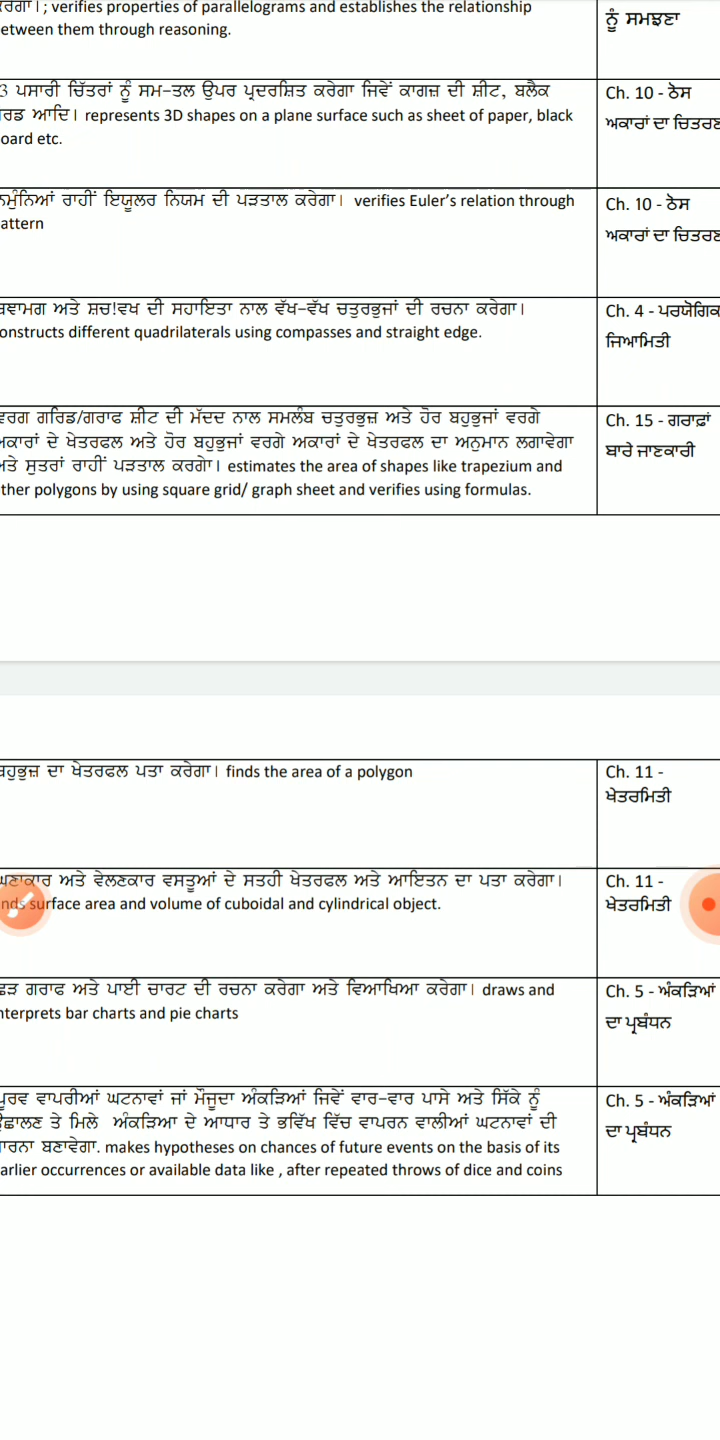 ਕਰੇਗਾ।; verifies properties of parallelograms and establishes the relationship
etween them through reasoning.
ਨੂੰ ਸਮਝਣਾ
3 ਪਸਾਰੀ ਚਿੱਤਰਾਂ ਨੂੰ ਸਮ-ਤਲ ਉਪਰ ਪ੍ਰਦਰਸ਼ਿਤ ਕਰੇਗਾ ਜਿਵੇਂ ਕਾਗਜ਼ ਦੀ ਸ਼ੀਟ, ਬਲੈਕ
ਰਡ ਆਦਿ। represents 3D shapes on a plane surface such as sheet of paper, black
oard etc.
Ch. 10 - ਠੋਸ
ਅਕਾਰਾਂ ਦਾ ਚਿਤਰਣ
ਨਮੁੰਨਿਆਂ ਰਾਹੀਂ ਇਯੂਲਰ ਨਿਯਮ ਦੀ ਪੜਤਾਲ ਕਰੇਗਾ। verifies Euler’s relation through
attern
Ch. 10 - ਠੋਸ
ਅਕਾਰਾਂ ਦਾ ਚਿਤਰਣ
ਅਤੇ ਸ਼ਚ!ਵਖ ਦੀ ਸਹਾਇਤਾ ਨਾਲ ਵੱਖ-ਵੱਖ ਚਤੁਰਭੁਜਾਂ ਦੀ ਰਚਨਾ ਕਰੇਗਾ।
onstructs different quadrilaterals using compasses and straight edge.
Ch. 4 - ਪਰਯੋਗਿਕ
ਜਿਆਮਿਤੀ
ਵਰਗ ਗਰਿਡ/ਗਰਾਫ ਸ਼ੀਟ ਦੀ ਮੱਦਦ ਨਾਲ ਸਮਲੰਬ ਚਤੁਰਭੁਜ਼ ਅਤੇ ਹੋਰ ਬਹੁਭੁਜਾਂ ਵਰਗੇ
ਅਕਾਰਾਂ ਦੇ ਖੇਤਰਫਲ ਅਤੇ ਹੋਰ ਬਹੁਭੁਜਾਂ ਵਰਗੇ ਅਕਾਰਾਂ ਦੇ ਖੇਤਰਫਲ ਦਾ ਅਨੁਮਾਨ ਲਗਾਵੇਗਾ
ਅਤੇ ਸੁਤਰਾਂ ਰਾਹੀਂ ਪੜਤਾਲ ਕਰਗੇਾ। estimates the area of shapes like trapezium and
ther polygons by using square grid/ graph sheet and verifies using formulas.
Ch. 15 - ਗਰਾਫ਼ਾਂ
ਬਾਰੇ ਜਾਣਕਾਰੀ
ਬਹੁਭੁਜ਼ ਦਾ ਖੇਤਰਫਲ ਪਤਾ ਕਰੇਗਾ। finds the area of a polygon
Ch. 11 -
ਖੇਤਰਮਿਤੀ
ਘਣਾਕਾਰ ਅਤੇ ਵੇਲਣਕਾਰ ਵਸਤੂਆਂ ਦੇ ਸਤਹੀ ਖੇਤਰਫਲ ਅਤੇ ਆਇਤਨ ਦਾ ਪਤਾ ਕਰੇਗਾ।
nds surface area and volume of cuboidal and cylindrical object.
Ch. 11 -
ਖੇਤਰਮਿਤੀ
ਛੜ ਗਰਾਫ ਅਤੇ ਪਾਈ ਚਾਰਟ ਦੀ ਰਚਨਾ ਕਰੇਗਾ ਅਤੇ ਵਿਆਖਿਆ ਕਰੇਗਾ। draws and
nterprets bar charts and pie charts
Ch. 5 - ਅੰਕੜਿਆਂ
ਦਾ ਪ੍ਰਬੰਧਨ
ਪੂਰਵ ਵਾਪਰੀਆਂ ਘਟਨਾਵਾਂ ਜਾਂ ਮੌਜੂਦਾ ਅੰਕੜਿਆਂ ਜਿਵੇਂ ਵਾਰ-ਵਾਰ ਪਾਸੇ ਅਤੇ ਸਿੱਕੇ ਨੂੰ
ਉਛਾਲਣ ਤੇ ਮਿਲੇ ਅੰਕੜਿਆ ਦੇ ਆਧਾਰ ਤੇ ਭਵਿੱਖ ਵਿੱਚ ਵਾਪਰਨ ਵਾਲੀਆਂ ਘਟਨਾਵਾਂ ਦੀ
ਾਰਨਾ ਬਣਾਵੇਗਾ. makes hypotheses on chances of future events on the basis of its
arlier occurrences or available data like , after repeated throws of dice and coins
Ch. 5 - ਅੰਕੜਿਆਂ
ਦਾ ਪ੍ਰਬੰਧਨ